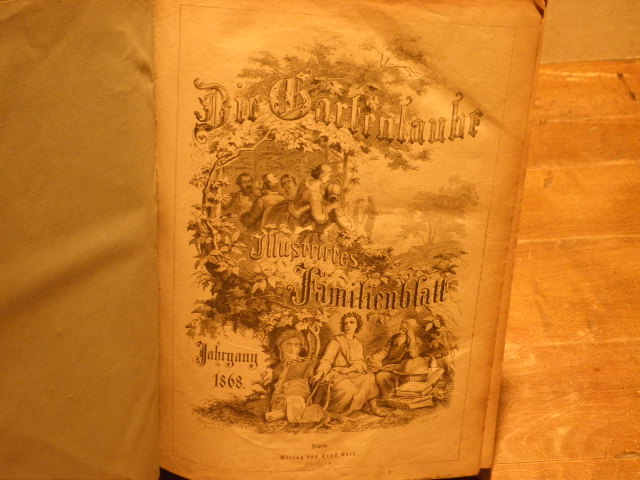 Die Gartenlaube
Illustrirtes
Familienblatt
Jahrgang
1868.
Leipzig.
Verlag von Ernst Keil.